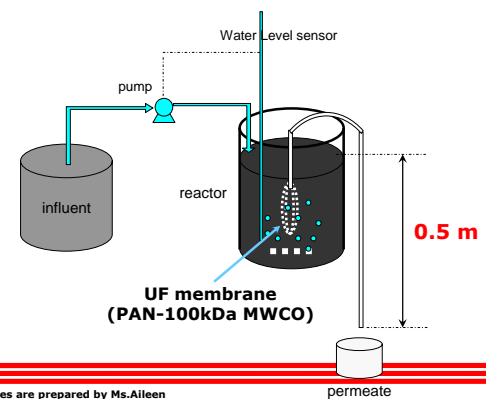 Water Level sensor
pump
reactor
influent
0.5 m
UF membrane
(PAN-100kDa MWCO)
es are prepared by Ms.Aileen
permeate